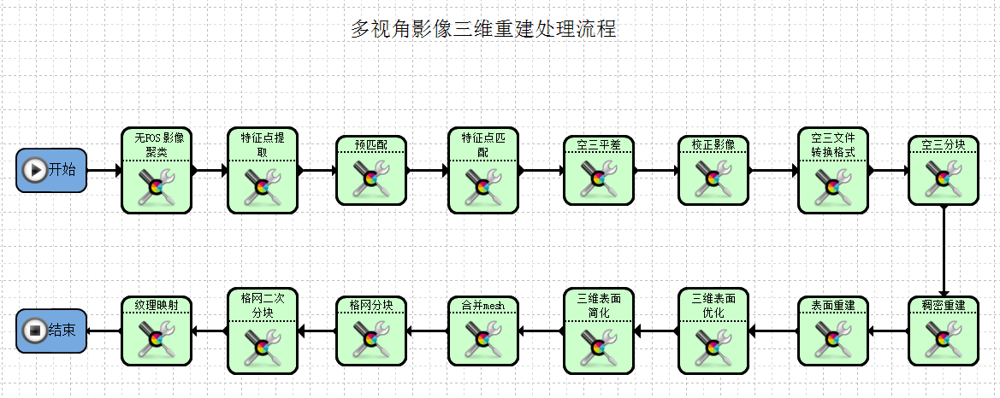 多视角影像三维重建处理流程
开始
无POS影像
聚类
特征点提
取
预匹配
特征点匹
配
空三平差
校正影像
空三文件
转换格式
空三分块
稠密重建
表面重建
三维表面
优化
三维表面
简化
合并mesh
格网分块
格网二次
分块
纹理映射
结束